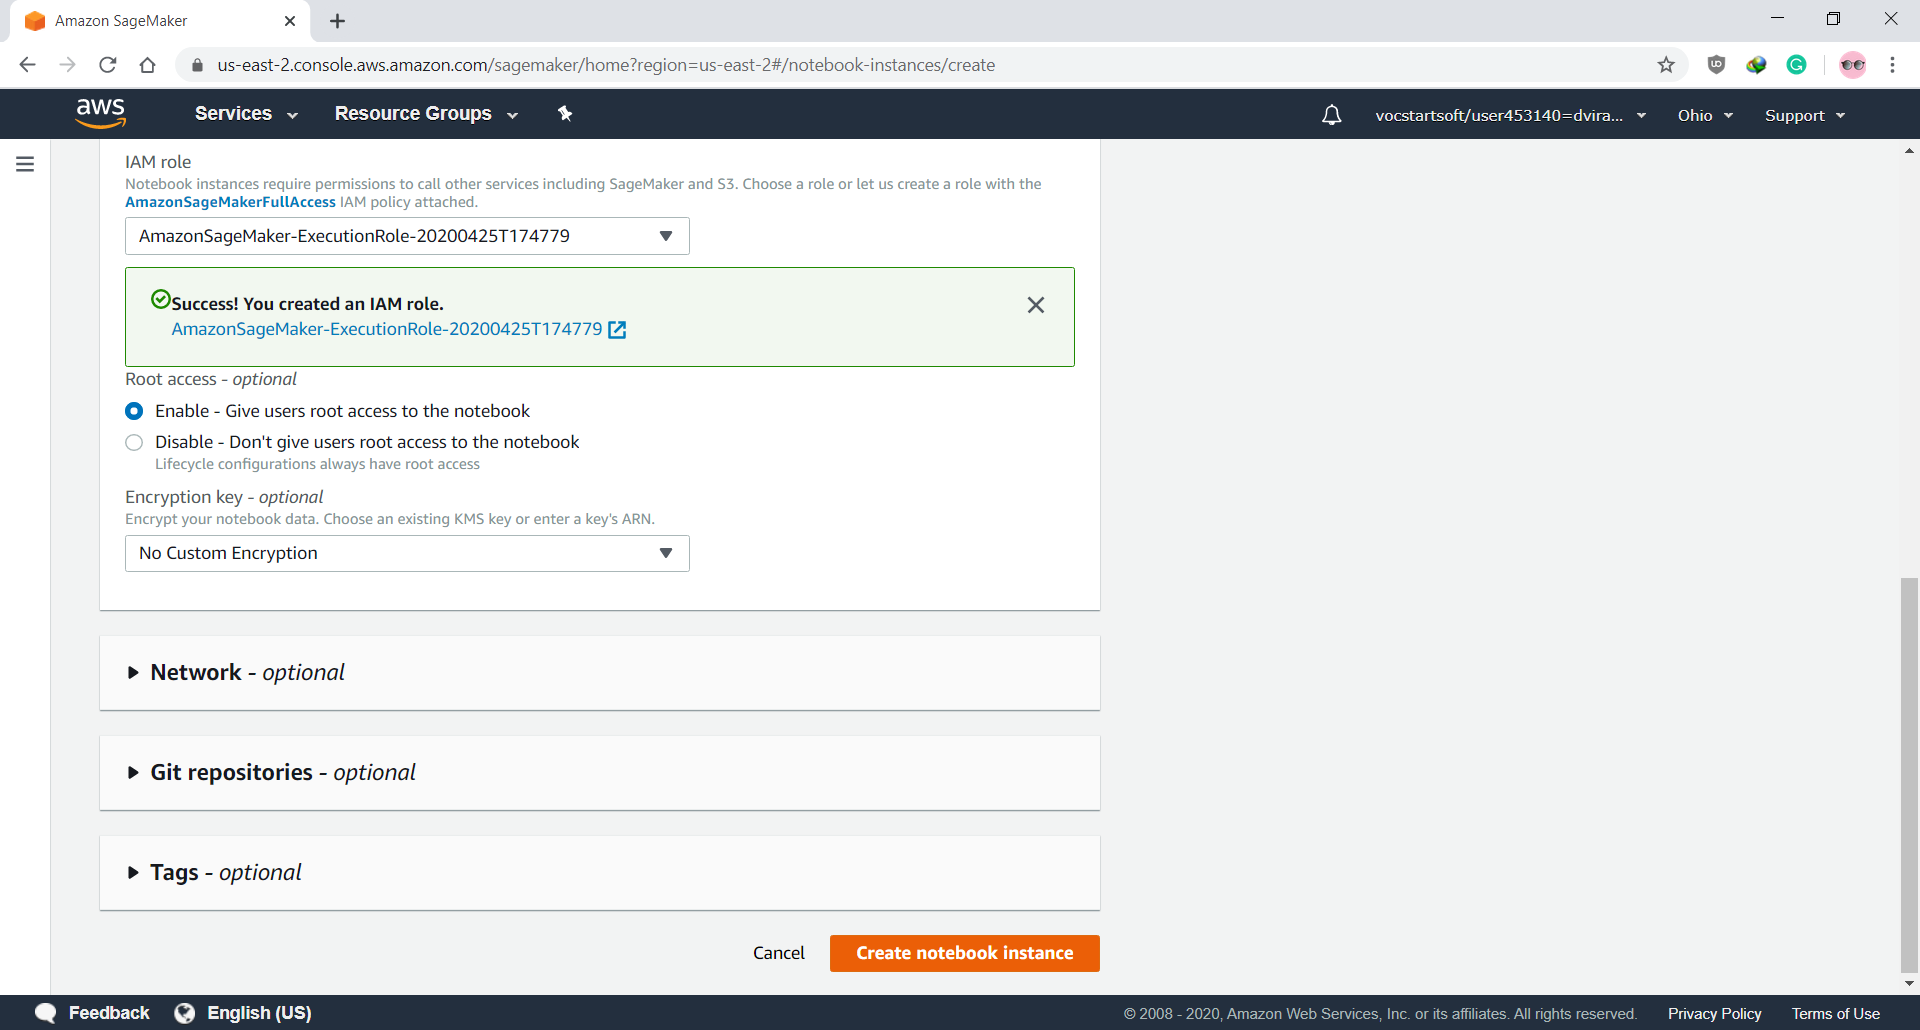 Amazon SageMaker
us-east-2.console.aws.amazon.com/sagemaker/home?region=us-east-2#/notebook-instances/create
aws
Services
Resource Groups
vocstartsoft/user453140=dvira...
Ohio
Support
IAM role
Notebook instances require permissions to call other services including SageMaker and S3. Choose a role or let us create a role with the
AmazonSageMakerFullAccess IAM policy attached.
AmazonSageMaker-ExecutionRole-20200425T174779
Success! You created an IAM role.
AmazonSageMaker-ExecutionRole-20200425T174779
Root access - optional
Enable - Give users root access to the notebook
Disable - Don't give users root access to the notebook
Lifecycle configurations always have root access
Encryption key - optional
Encrypt your notebook data. Choose an existing KMS key or enter a key's ARN.
No Custom Encryption
Network - optional
Git repositories - optional
Tags - optional
Cancel
Create notebook instance
Feedback
English (US)
© 2008 - 2020, Amazon Web Services, Inc. or its affiliates. All rights reserved.
Privacy Policy
Terms of Use